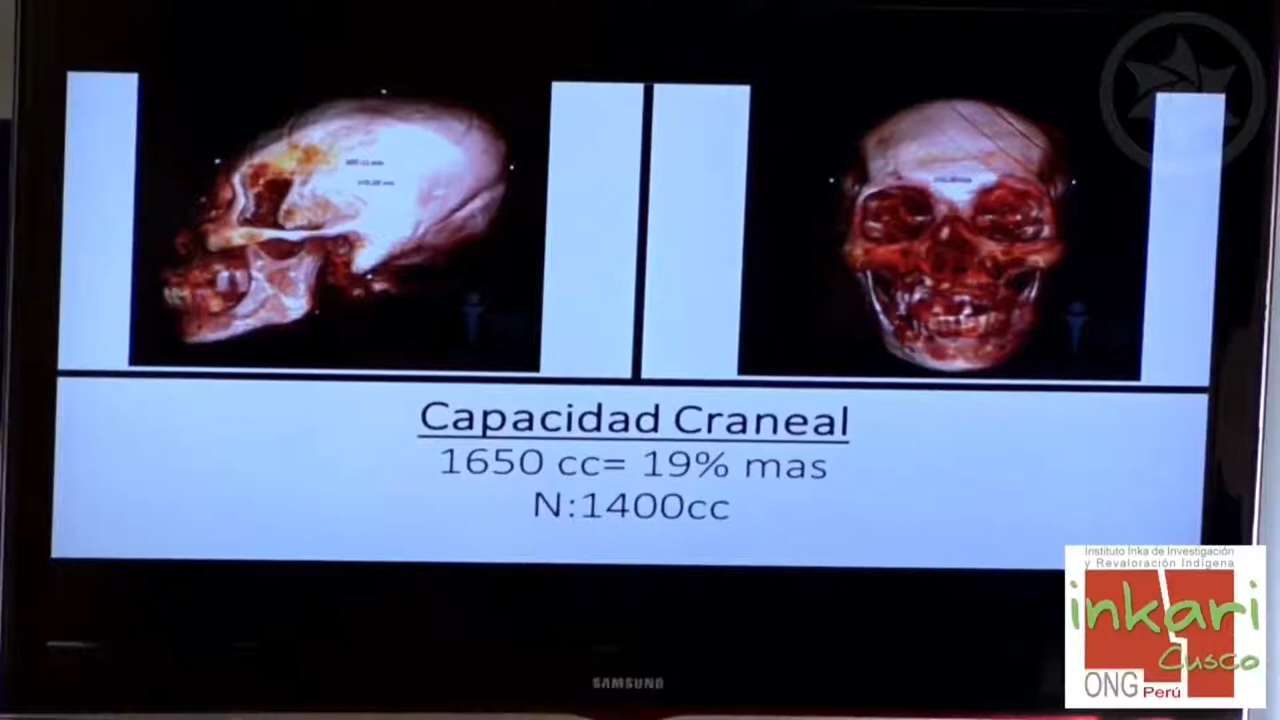 Capacidad Craneal
1650 cc= 19% mas
N:1400cc
SAMSUNG
Instituto Inka de Investigación
y Revaloración Indígena
inkari
Cusco
ONG Perú